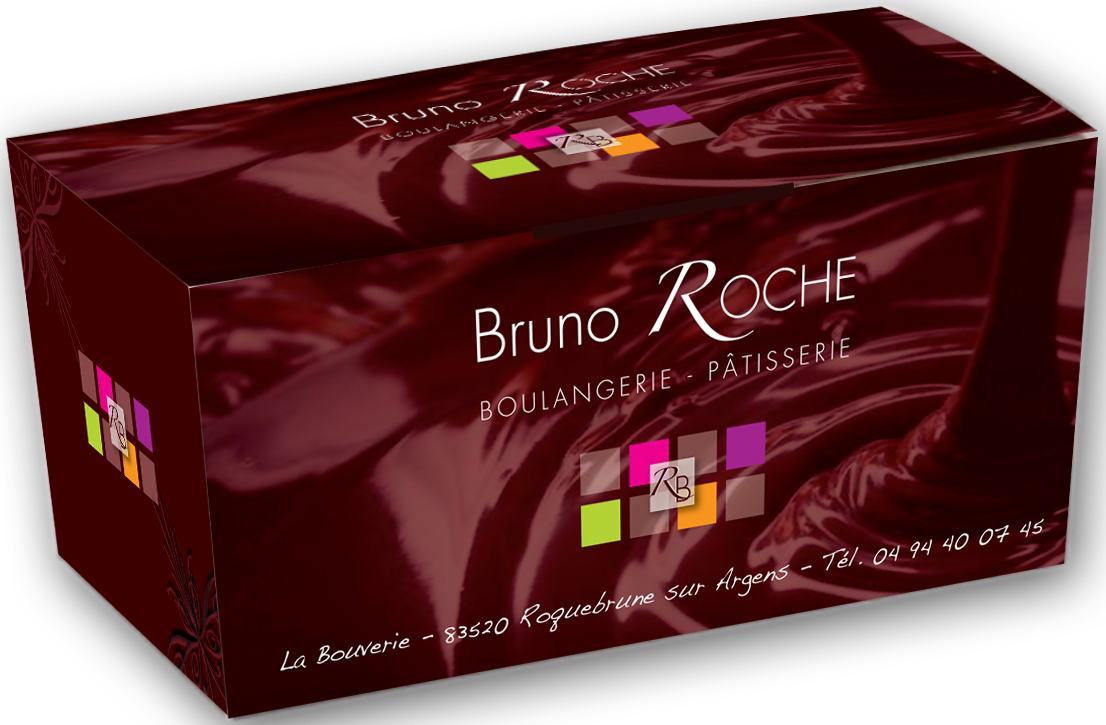 Bruno ROCHE
BOULANGERIE - PÂTISSERIE
RB
Bruno ROCHE
BOULANGERIE - PÂTISSERIE
RB
La Bouverie - 83520 Roquebrune sur Argens - Tél. 04 94 40 07 45
RB